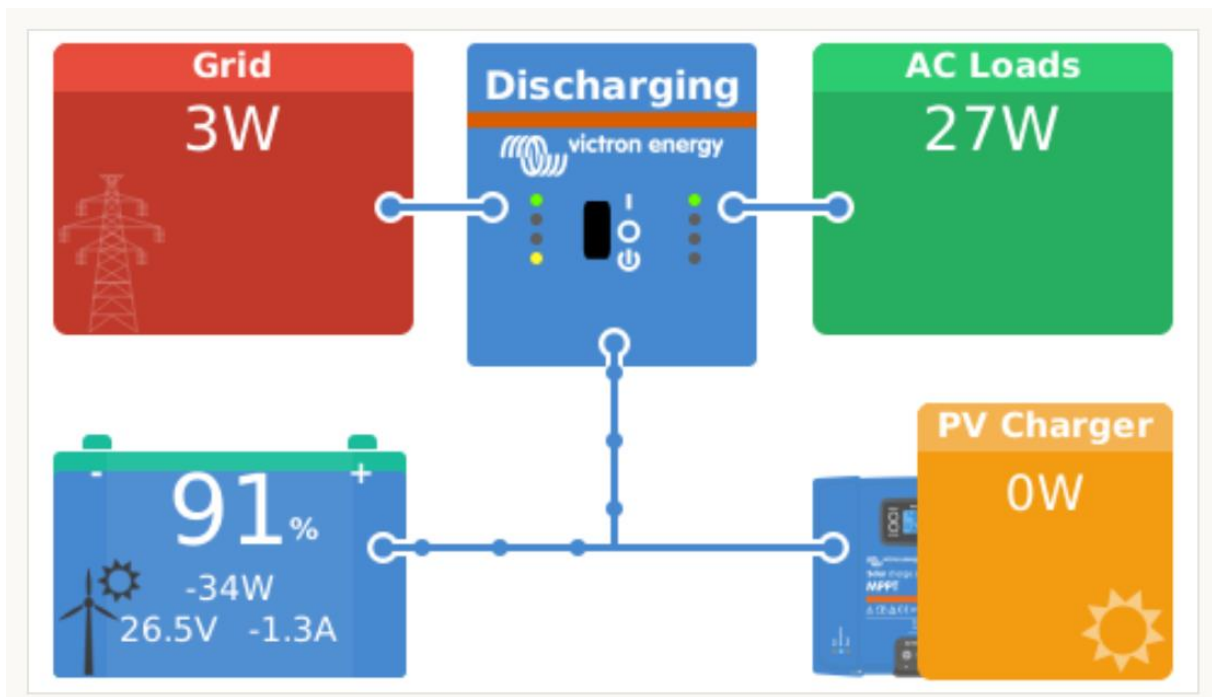 Grid
3W
Discharging
victron energy
AC Loads
27W
91%
-34W
26.5V -1.3A
- +
PV Charger
0W
MPPT